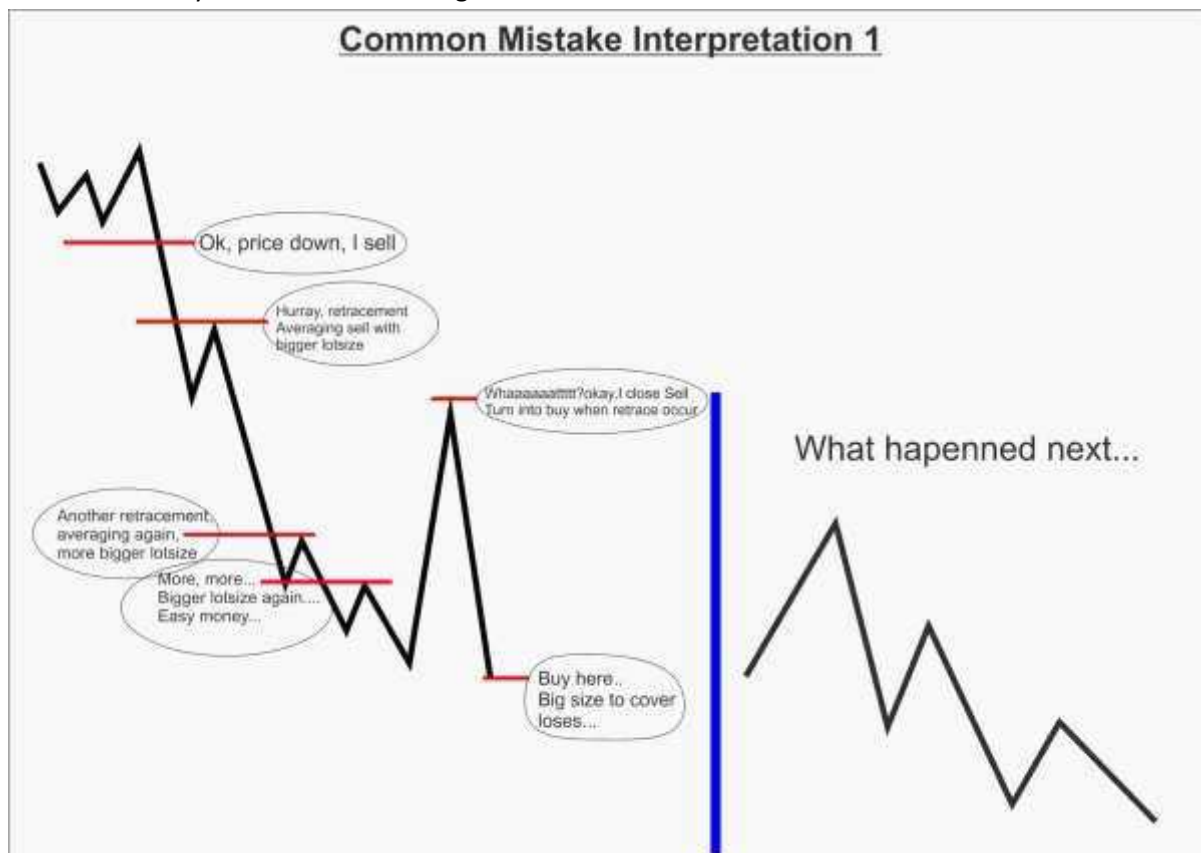 Common Mistake Interpretation 1
Ok, price down, I sell
Hurray, retracement
Averaging sell with
bigger lotsize
Whaaaaaattttt?okay,I close Sell
Turn into buy when retrace occur
What hapenned next...
Another retracement,
averaging again,
more bigger lotsize
More, more...
Bigger lotsize again....
Easy money...
Buy here..
Big size to cover
loses...